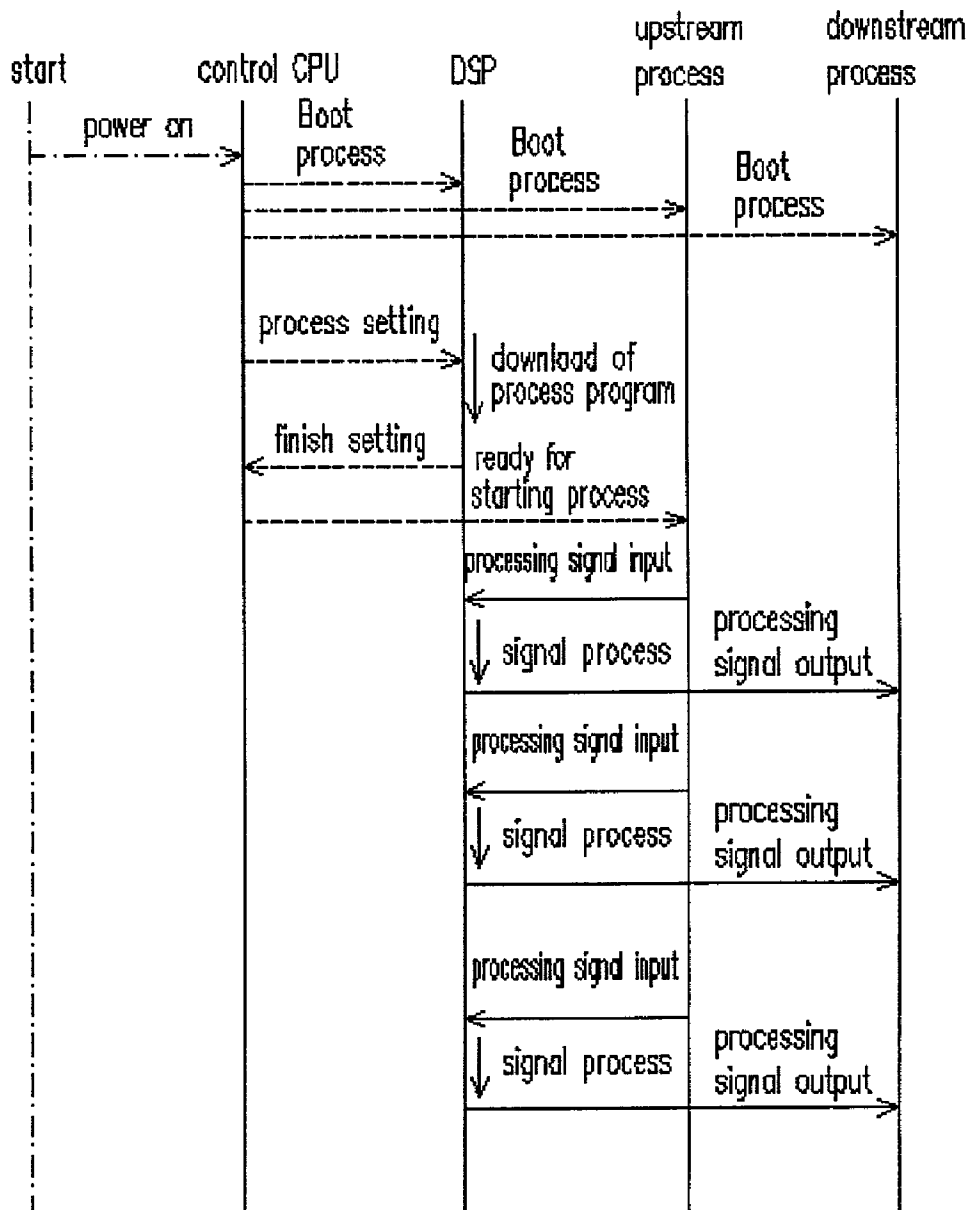 upstream
process
downstream
process
start
control CPU
DSP
power on
Boot
process
Boot
process
Boot
process
process setting
download of
process program
finish setting
ready for
starting process
processing signal input
signal process
processing
signal output
processing signal input
signal process
processing
signal output
processing signal input
signal process
processing
signal output